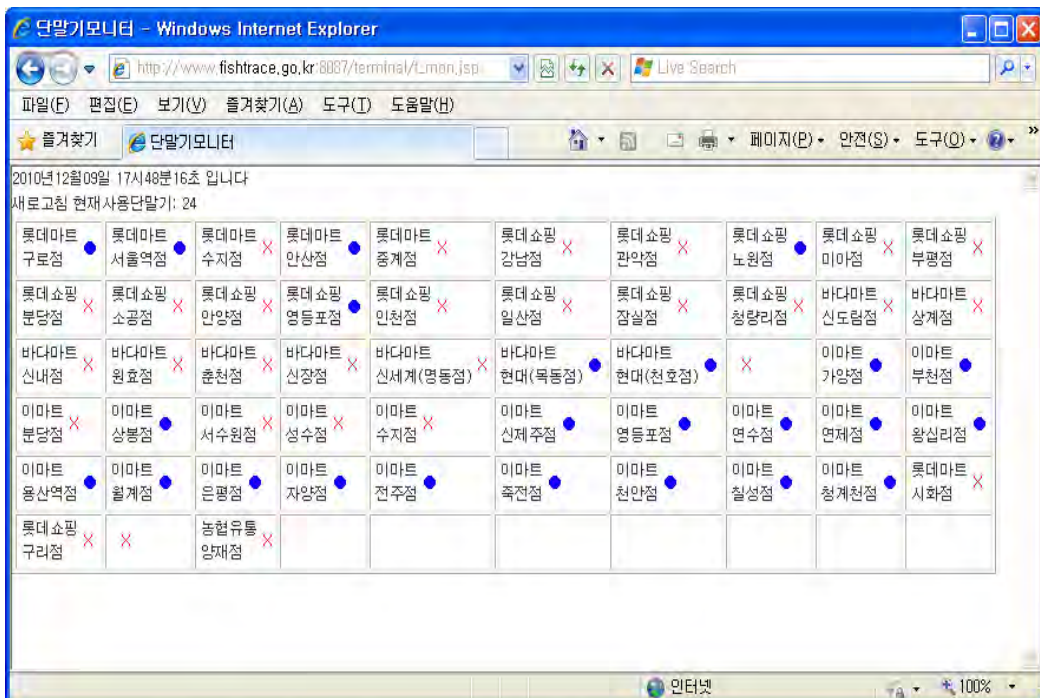 단말기모니터 - Windows Internet Explorer
http://www.fishtrace.go.kr:8087/terminal/t_mon.jsp
Live Search
파일(F) 편집(E) 보기(V) 즐겨찾기(A) 도구(T) 도움말(H)
즐겨찾기 단말기모니터 페이지(P) 안전(S) 도구(O) »
2010년12월09일 17시48분16초 입니다
새로고침 현재사용단말기: 24
롯데마트 롯데마트 롯데마트 롯데마트 롯데마트 롯데쇼핑 롯데쇼핑 롯데쇼핑 롯데쇼핑 롯데쇼핑
구로점 서울역점 X 수지점 안산점 중계점 X 강남점 X 관악점 X 노원점 미아점 X 부평점 X
롯데쇼핑 롯데쇼핑 롯데쇼핑 롯데쇼핑 롯데쇼핑 롯데쇼핑 롯데쇼핑 롯데쇼핑 바다마트 바다마트
분당점 X 소공점 X 안양점 X 영등포점 인천점 X 일산점 X 잠실점 X 청량리점 X 신도림점 X 상계점 X
바다마트 바다마트 바다마트 바다마트 바다마트 바다마트 바다마트 X 이마트 이마트
신내점 X 원효점 X 춘천점 X 신장점 X 신세계(명동점) X 현대(목동점) 현대(천호점) 가양점 부천점
이마트 이마트 이마트 이마트 이마트 이마트 이마트 이마트 이마트 이마트
분당점 X 상봉점 서수원점 X 성수점 X 수지점 X 신제주점 영등포점 연수점 연제점 왕십리점
이마트 이마트 이마트 이마트 이마트 이마트 이마트 이마트 이마트 롯데마트
용산역점 월계점 은평점 자양점 전주점 죽전점 천안점 칠성점 청계천점 시화점 X
롯데쇼핑 X 농협유통
구리점 X 양재점 X
인터넷 100%